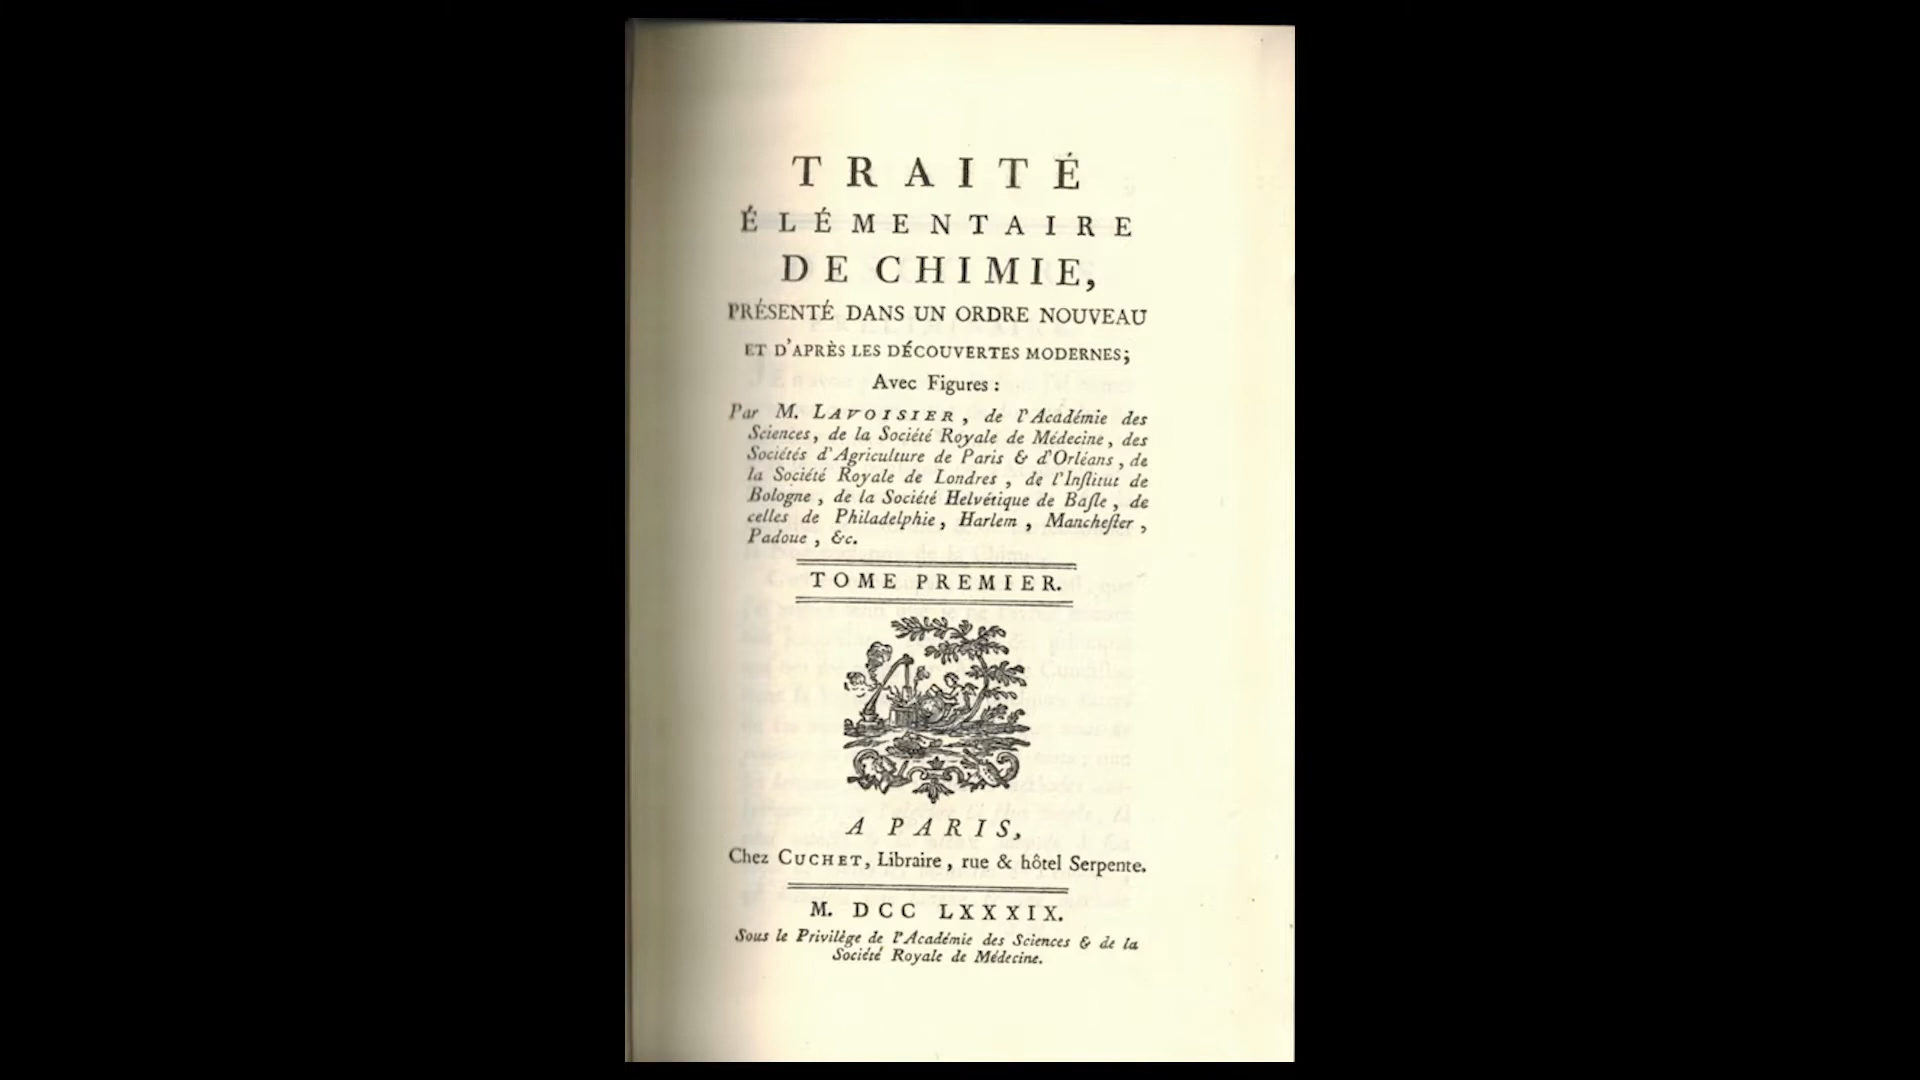 TRAITÉ
ÉLÉMENTAIRE
DE CHIMIE,
PRÉSENTÉ DANS UN ORDRE NOUVEAU
ET D'APRÈS LES DÉCOUVERTES MODERNES;
Avec Figures :
Par M. LAVOISIER, de l'Académie des
Sciences, de la Société Royale de Médecine, des
Sociétés d'Agriculture de Paris & d'Orléans, de
la Société Royale de Londres, de l'Inſtitut de
Bologne, de la Société Helvétique de Baſle, de
celles de Philadelphie, Harlem, Mancheſter,
Padoue, &c.
TOME PREMIER.
A PARIS,
Chez CUCHET, Libraire, rue & hôtel Serpente.
M. DCC LXXXIX.
Sous le Privilège de l'Académie des Sciences & de la
Société Royale de Médecine.